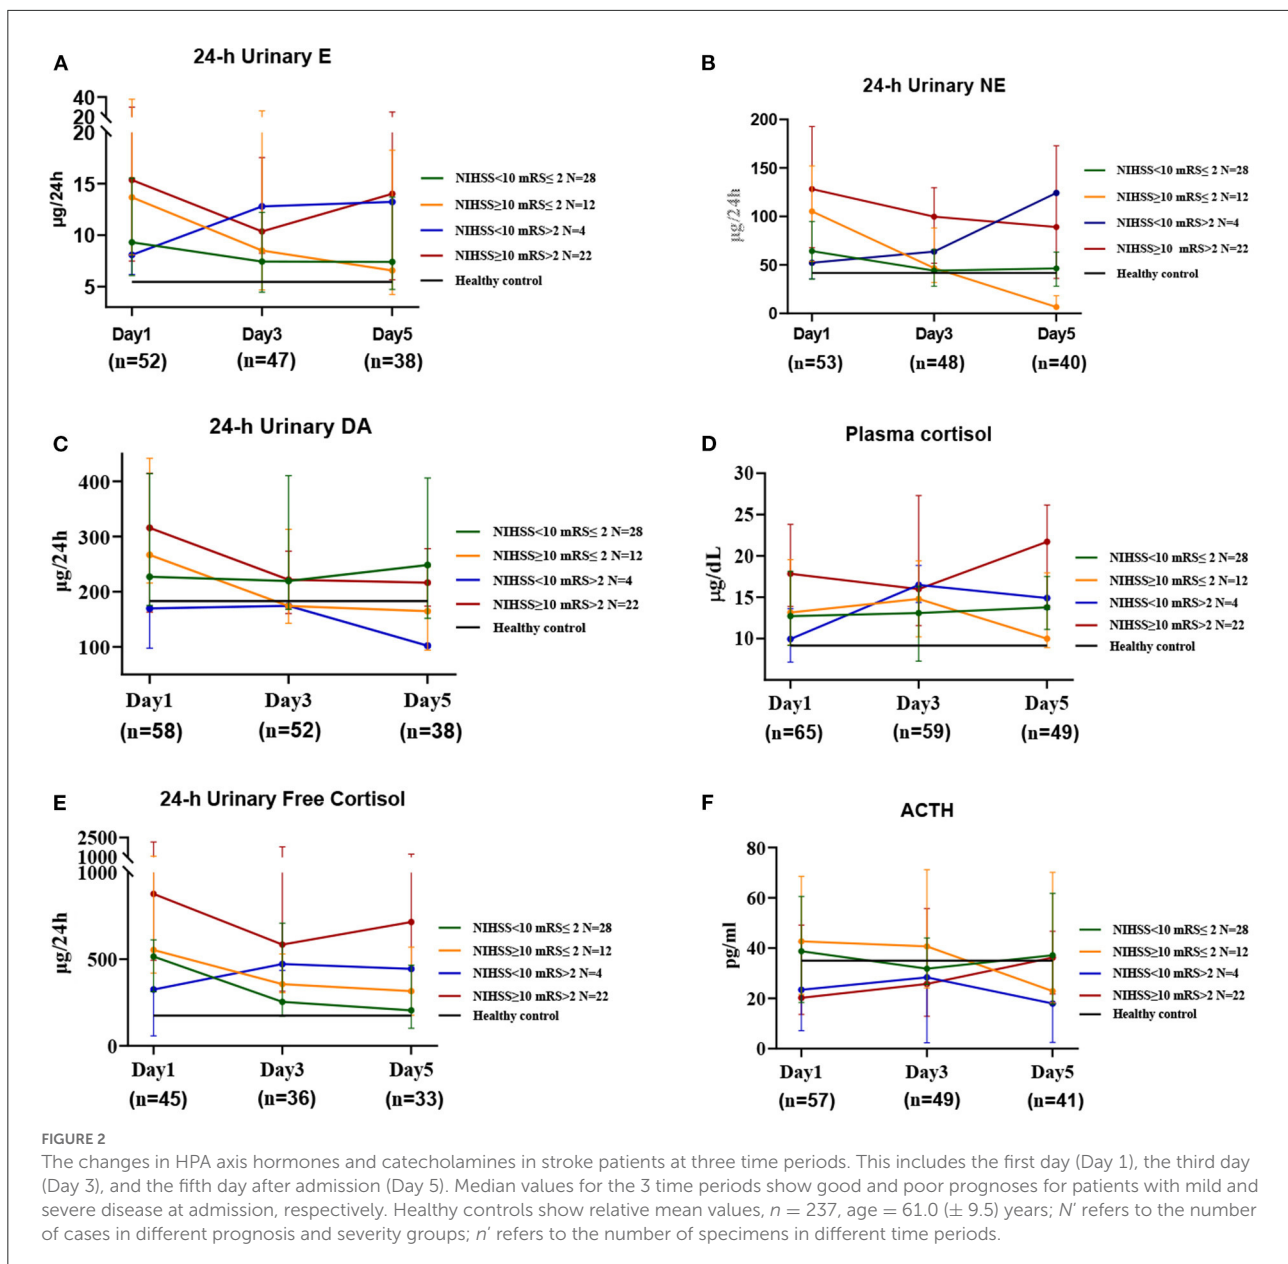 A
24-h Urinary E
40
20
20
15
10
5
µg/24h
Day1
Day3
Day5
(n=52)
(n=47)
(n=38)
NIHSS<10 mRS≤ 2 N=28
NIHSS≥10 mRS≤ 2 N=12
NIHSS<10 mRS>2 N=4
NIHSS≥10 mRS>2 N=22
Healthy control
B
24-h Urinary NE
200
150
100
50
0
µg/24h
Day1
Day3
Day5
(n=53)
(n=48)
(n=40)
NIHSS<10 mRS≤ 2 N=28
NIHSS≥10 mRS≤ 2 N=12
NIHSS<10 mRS>2 N=4
NIHSS≥10 mRS>2 N=22
Healthy control
C
24-h Urinary DA
400
300
200
100
µg/24h
Day1
Day3
Day5
(n=58)
(n=52)
(n=38)
NIHSS<10 mRS≤ 2 N=28
NIHSS≥10 mRS≤ 2 N=12
NIHSS<10 mRS>2 N=4
NIHSS≥10 mRS>2 N=22
Healthy control
D
Plasma cortisol
30
25
20
15
10
µg/dL
Day1
Day3
Day5
(n=65)
(n=59)
(n=49)
NIHSS<10 mRS≤ 2 N=28
NIHSS≥10 mRS≤ 2 N=12
NIHSS<10 mRS>2 N=4
NIHSS≥10 mRS>2 N=22
Healthy control
E
24-h Urinary Free Cortisol
2500
1000
1000
500
0
µg/24h
Day1
Day3
Day5
(n=45)
(n=36)
(n=33)
NIHSS<10 mRS≤ 2 N=28
NIHSS≥10 mRS≤ 2 N=12
NIHSS<10 mRS>2 N=4
NIHSS≥10 mRS>2 N=22
Healthy control
F
ACTH
80
60
40
20
0
pg/ml
Day1
Day3
Day5
(n=57)
(n=49)
(n=41)
NIHSS<10 mRS≤ 2 N=28
NIHSS≥10 mRS≤ 2 N=12
NIHSS<10 mRS>2 N=4
NIHSS≥10 mRS>2 N=22
Healthy control
FIGURE 2
The changes in HPA axis hormones and catecholamines in stroke patients at three time periods. This includes the first day (Day 1), the third day
(Day 3), and the fifth day after admission (Day 5). Median values for the 3 time periods show good and poor prognoses for patients with mild and
severe disease at admission, respectively. Healthy controls show relative mean values, n = 237, age = 61.0 (± 9.5) years; N' refers to the number
of cases in different prognosis and severity groups; n' refers to the number of specimens in different time periods.